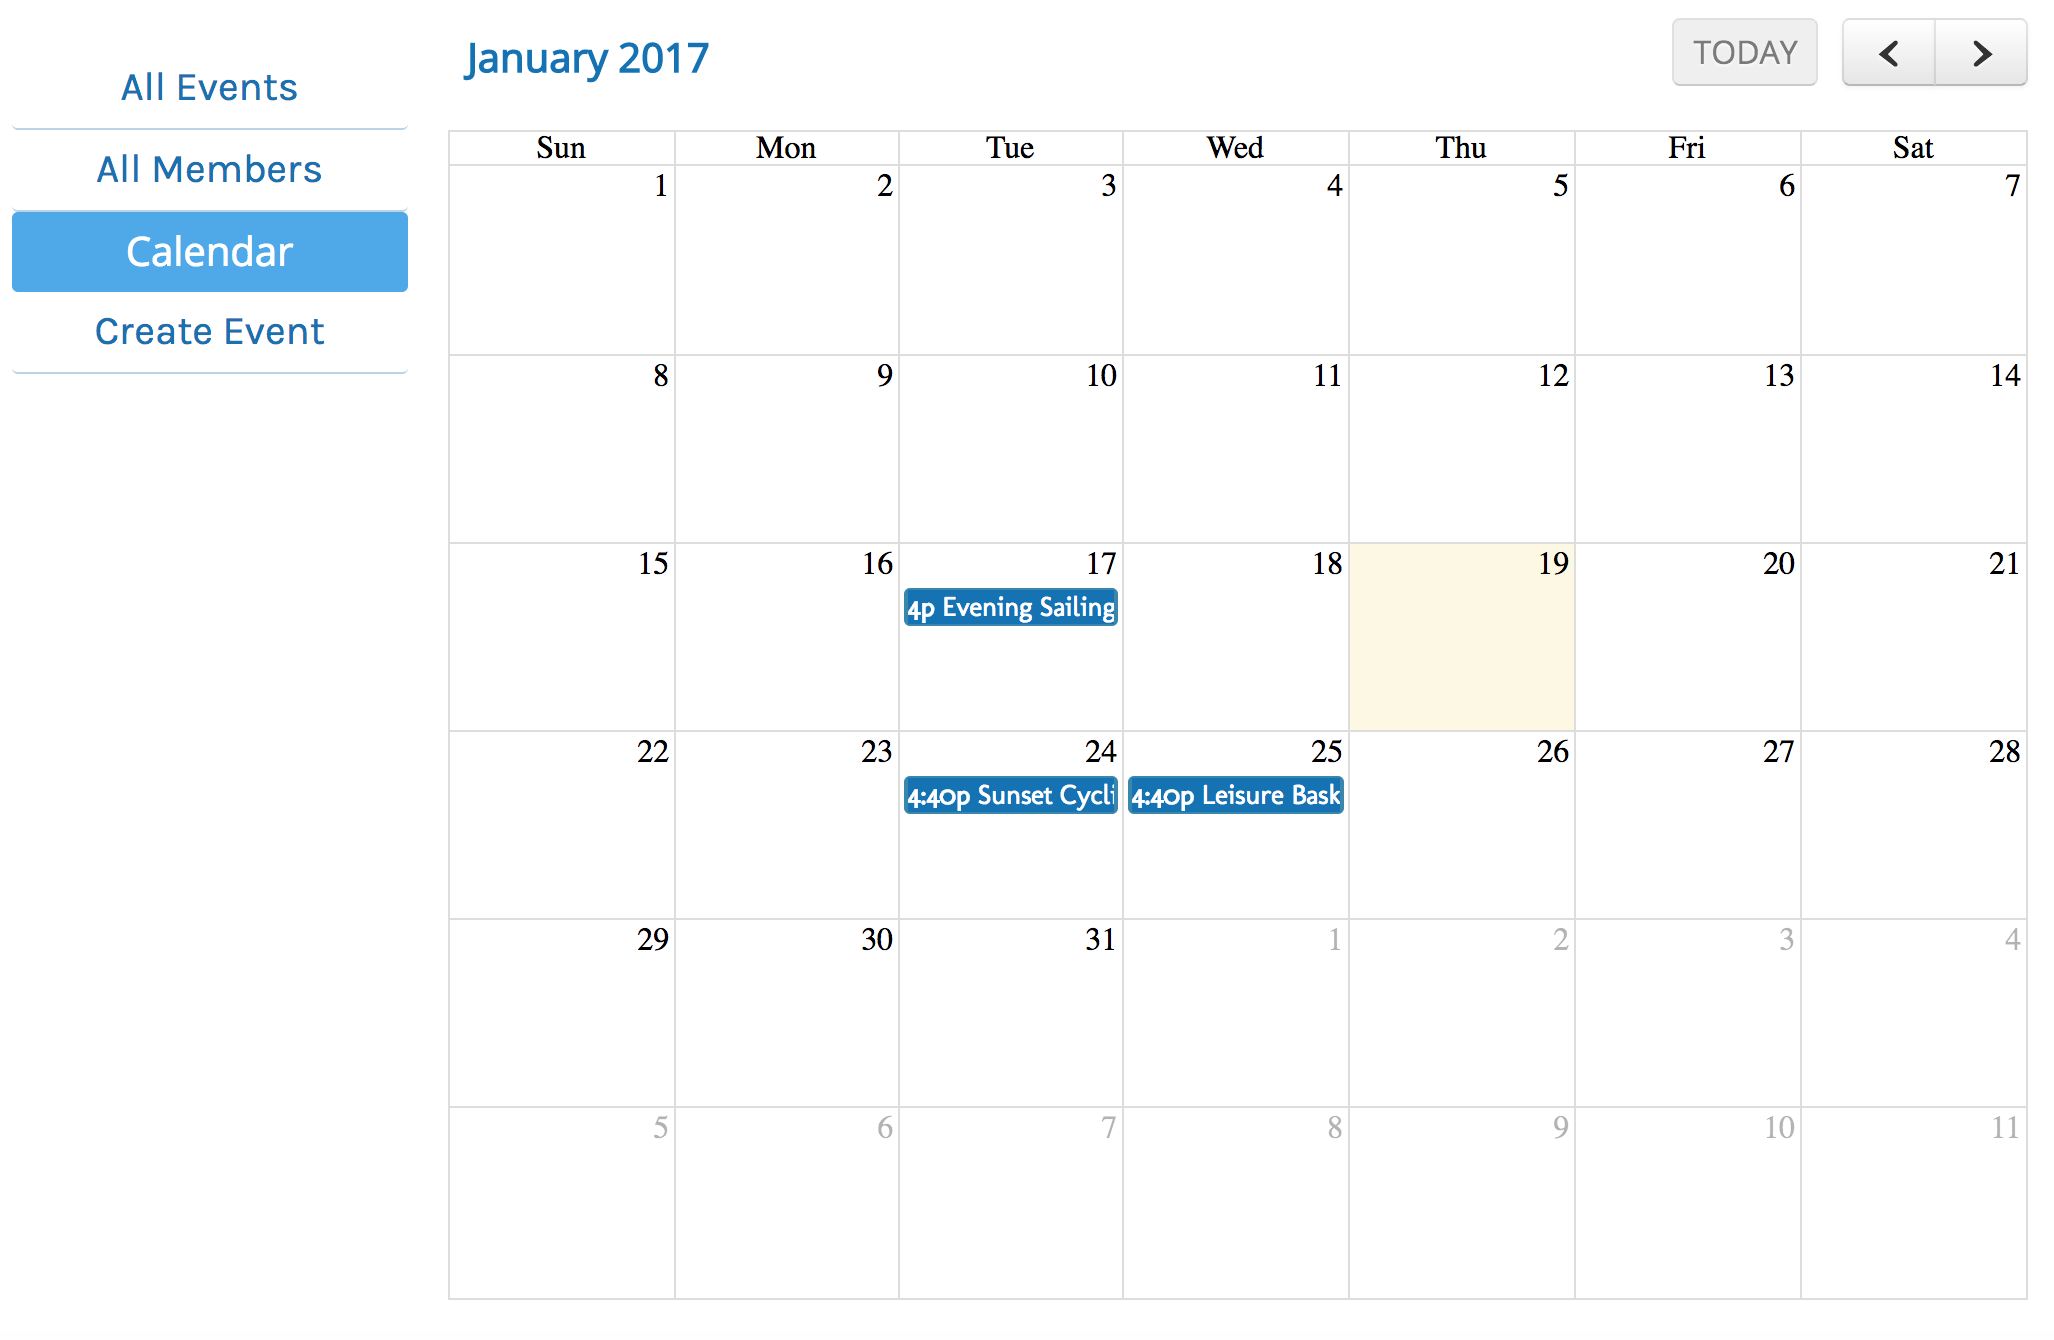 All Events
All Members
Calendar
Create Event
January 2017
TODAY
Sun Mon Tue Wed Thu Fri Sat
1 2 3 4 5 6 7
8 9 10 11 12 13 14
15 16 17 18 19 20 21
4p Evening Sailing
22 23 24 25 26 27 28
4:40p Sunset Cycli 4:40p Leisure Bask
29 30 31 1 2 3 4
5 6 7 8 9 10 11